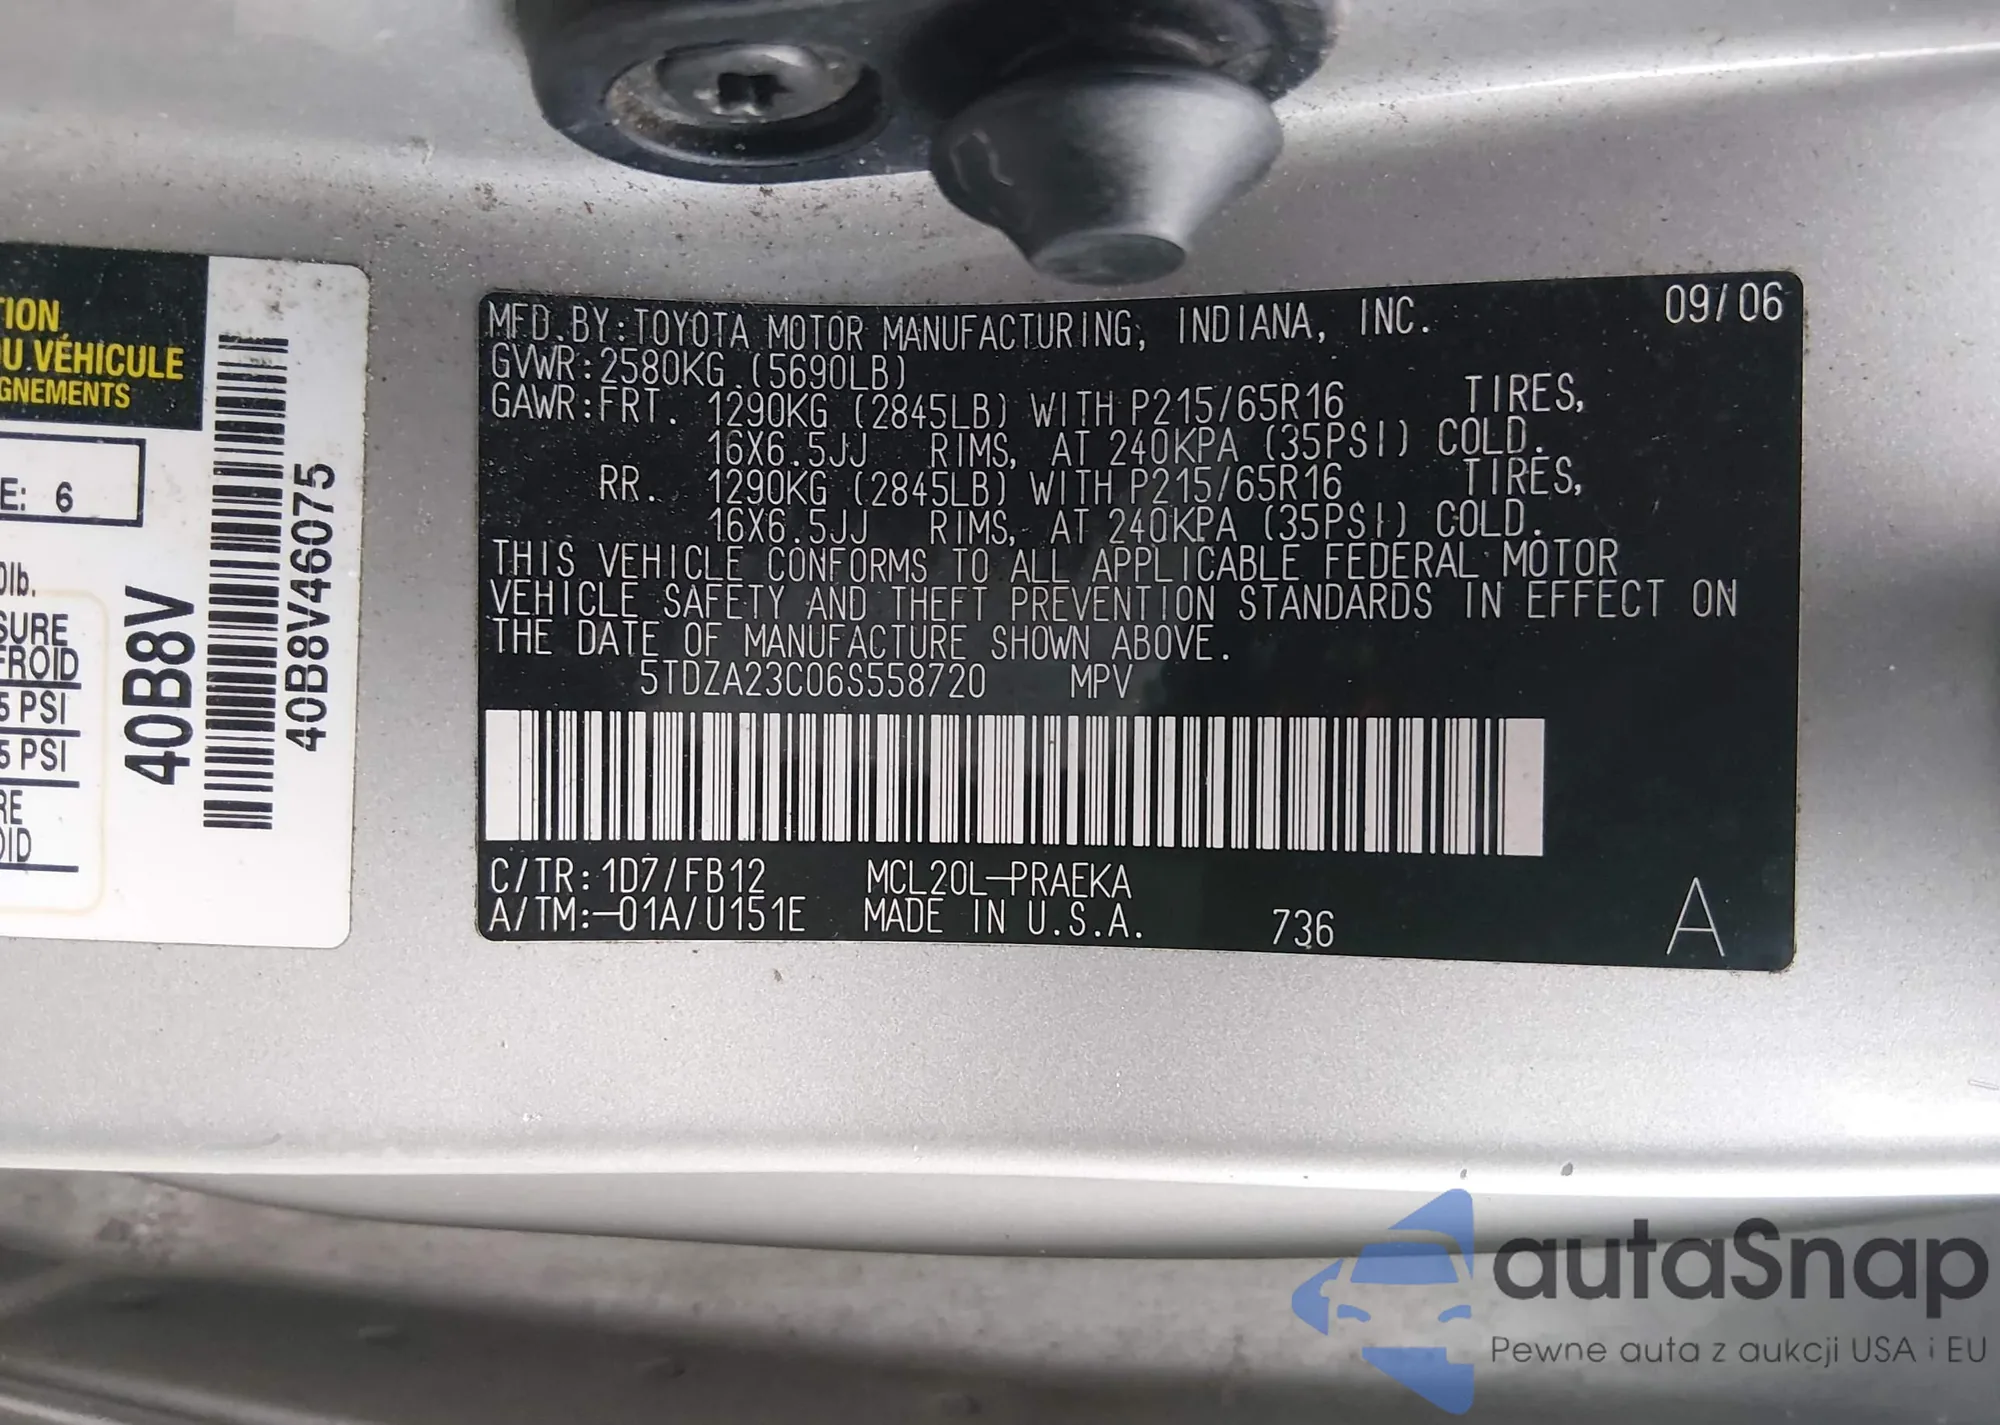 TION
DU VÉHICULE
GNEMENTS
E: 6
0lb.
SURE
FROID
5 PSI
5 PSI
RE
OID
40B8V
40B8V46075
MFD.BY:TOYOTA MOTOR MANUFACTURING, INDIANA, INC. 09/06
GVWR:2580KG (5690LB)
GAWR:FRT. 1290KG (2845LB) WITH P215/65R16 TIRES,
16X6.5JJ RIMS, AT 240KPA (35PSI) COLD.
RR. 1290KG (2845LB) WITH P215/65R16 TIRES,
16X6.5JJ RIMS, AT 240KPA (35PSI) COLD.
THIS VEHICLE CONFORMS TO ALL APPLICABLE FEDERAL MOTOR
VEHICLE SAFETY AND THEFT PREVENTION STANDARDS IN EFFECT ON
THE DATE OF MANUFACTURE SHOWN ABOVE.
5TDZA23C06S558720 MPV
C/TR:1D7/FB12 MCL20L-PRAEKA
A/TM:-01A/U151E MADE IN U.S.A. 736 A
autaSnap
Pewne auta z aukcji USA i EU